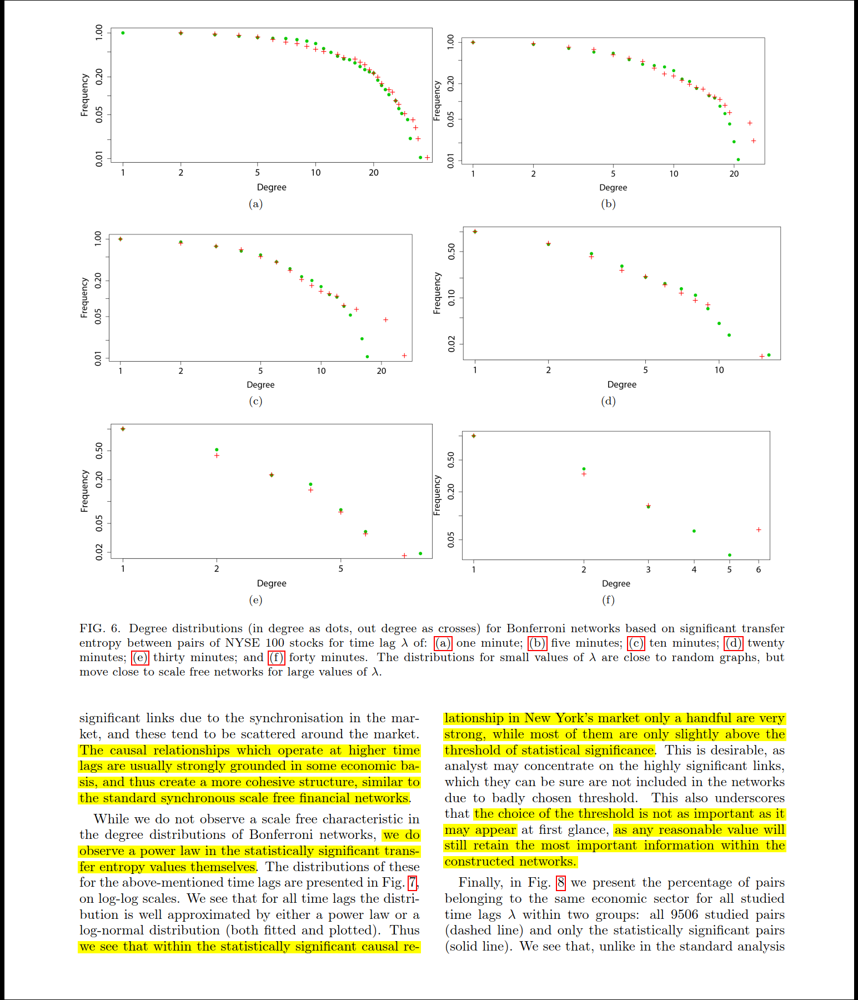 1.00
0.20
0.05
0.01
Frequency
1 2 5 10 20
Degree
(a)
1.00
0.20
0.05
0.01
Frequency
1 2 5 10 20
Degree
(b)
1.00
0.20
0.05
0.01
Frequency
1 2 5 10 20
Degree
(c)
0.50
0.10
0.02
Frequency
1 2 5 10
Degree
(d)
0.50
0.20
0.05
0.02
Frequency
1 2 5
Degree
(e)
0.50
0.20
0.05
Frequency
1 2 3 4 5 6
Degree
(f)
FIG. 6. Degree distributions (in degree as dots, out degree as crosses) for Bonferroni networks based on significant transfer
entropy between pairs of NYSE 100 stocks for time lag λ of: (a) one minute; (b) five minutes; (c) ten minutes; (d) twenty
minutes; (e) thirty minutes; and (f) forty minutes. The distributions for small values of λ are close to random graphs, but
move close to scale free networks for large values of λ.
significant links due to the synchronisation in the mar-
ket, and these tend to be scattered around the market.
The causal relationships which operate at higher time
lags are usually strongly grounded in some economic ba-
sis, and thus create a more cohesive structure, similar to
the standard synchronous scale free financial networks.
While we do not observe a scale free characteristic in
the degree distributions of Bonferroni networks, we do
observe a power law in the statistically significant trans-
fer entropy values themselves. The distributions of these
for the above-mentioned time lags are presented in Fig. 7,
on log-log scales. We see that for all time lags the distri-
bution is well approximated by either a power law or a
log-normal distribution (both fitted and plotted). Thus
we see that within the statistically significant causal re-
lationship in New York's market only a handful are very
strong, while most of them are only slightly above the
threshold of statistical significance. This is desirable, as
analyst may concentrate on the highly significant links,
which they can be sure are not included in the networks
due to badly chosen threshold. This also underscores
that the choice of the threshold is not as important as it
may appear at first glance, as any reasonable value will
still retain the most important information within the
constructed networks.
Finally, in Fig. 8 we present the percentage of pairs
belonging to the same economic sector for all studied
time lags λ within two groups: all 9506 studied pairs
(dashed line) and only the statistically significant pairs
(solid line). We see that, unlike in the standard analysis